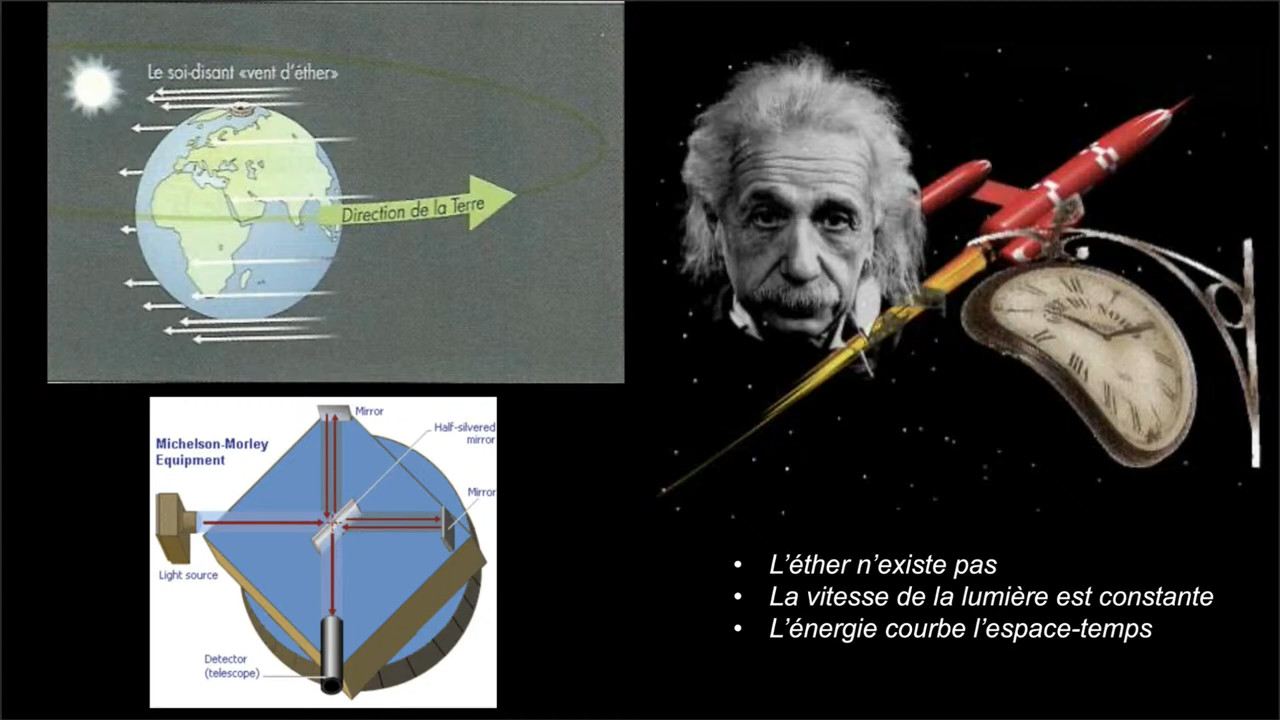 Le soi-disant «vent d'éther»
Direction de la Terre
Michelson-Morley
Equipment
Mirror
Half-silvered
mirror
Mirror
Light source
Detector
(telescope)
• L'éther n'existe pas
• La vitesse de la lumière est constante
• L'énergie courbe l'espace-temps